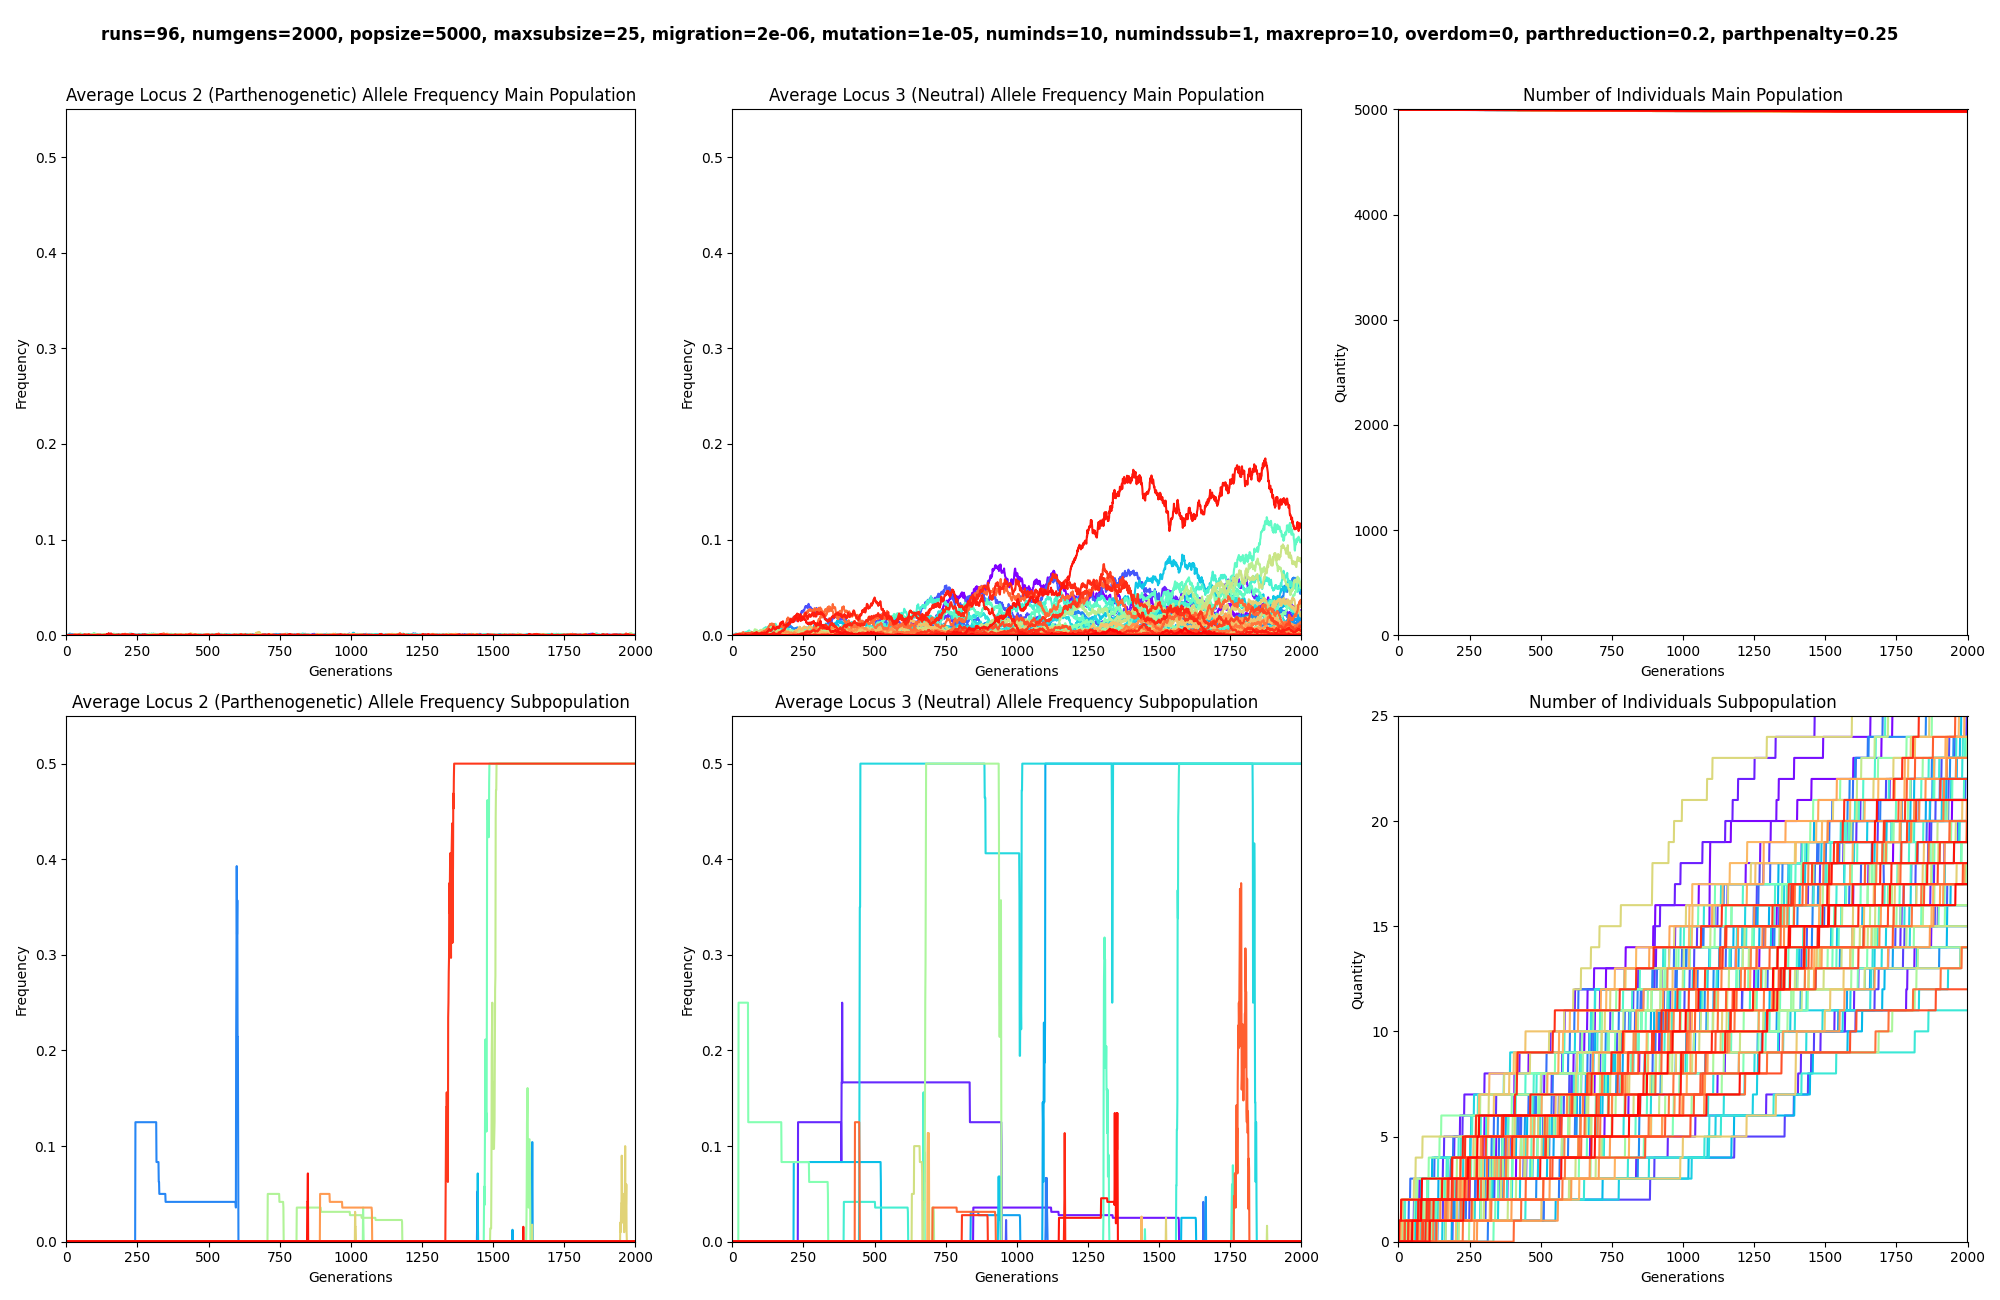 runs=96, numgens=2000, popsize=5000, maxsubsize=25, migration=2e-06, mutation=1e-05, numinds=10, numindssub=1, maxrepro=10, overdom=0, parthreduction=0.2, parthpenalty=0.25
Average Locus 2 (Parthenogenetic) Allele Frequency Main Population
Frequency
0.5
0.4
0.3
0.2
0.1
0.0
0 250 500 750 1000 1250 1500 1750 2000
Generations
Average Locus 3 (Neutral) Allele Frequency Main Population
Frequency
0.5
0.4
0.3
0.2
0.1
0.0
0 250 500 750 1000 1250 1500 1750 2000
Generations
Number of Individuals Main Population
Quantity
5000
4000
3000
2000
1000
0
0 250 500 750 1000 1250 1500 1750 2000
Generations
Average Locus 2 (Parthenogenetic) Allele Frequency Subpopulation
Frequency
0.5
0.4
0.3
0.2
0.1
0.0
0 250 500 750 1000 1250 1500 1750 2000
Generations
Average Locus 3 (Neutral) Allele Frequency Subpopulation
Frequency
0.5
0.4
0.3
0.2
0.1
0.0
0 250 500 750 1000 1250 1500 1750 2000
Generations
Number of Individuals Subpopulation
Quantity
25
20
15
10
5
0
0 250 500 750 1000 1250 1500 1750 2000
Generations